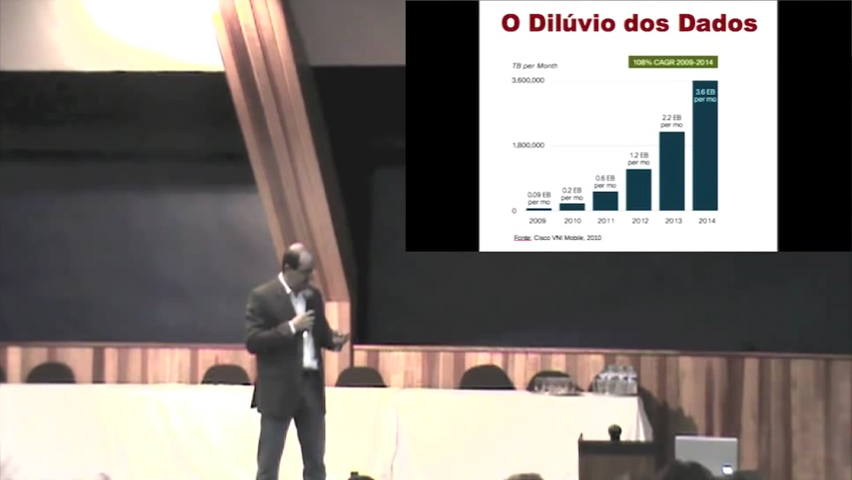 O Dilúvio dos Dados
TB per Month
108% CAGR 2009-2014
3,600,000
3.6 EB
per mo
2.2 EB
per mo
1,800,000
1.2 EB
per mo
0.6 EB
per mo
0.2 EB
per mo
0.09 EB
per mo
0
2009 2010 2011 2012 2013 2014
Fonte: Cisco VNI Mobile, 2010